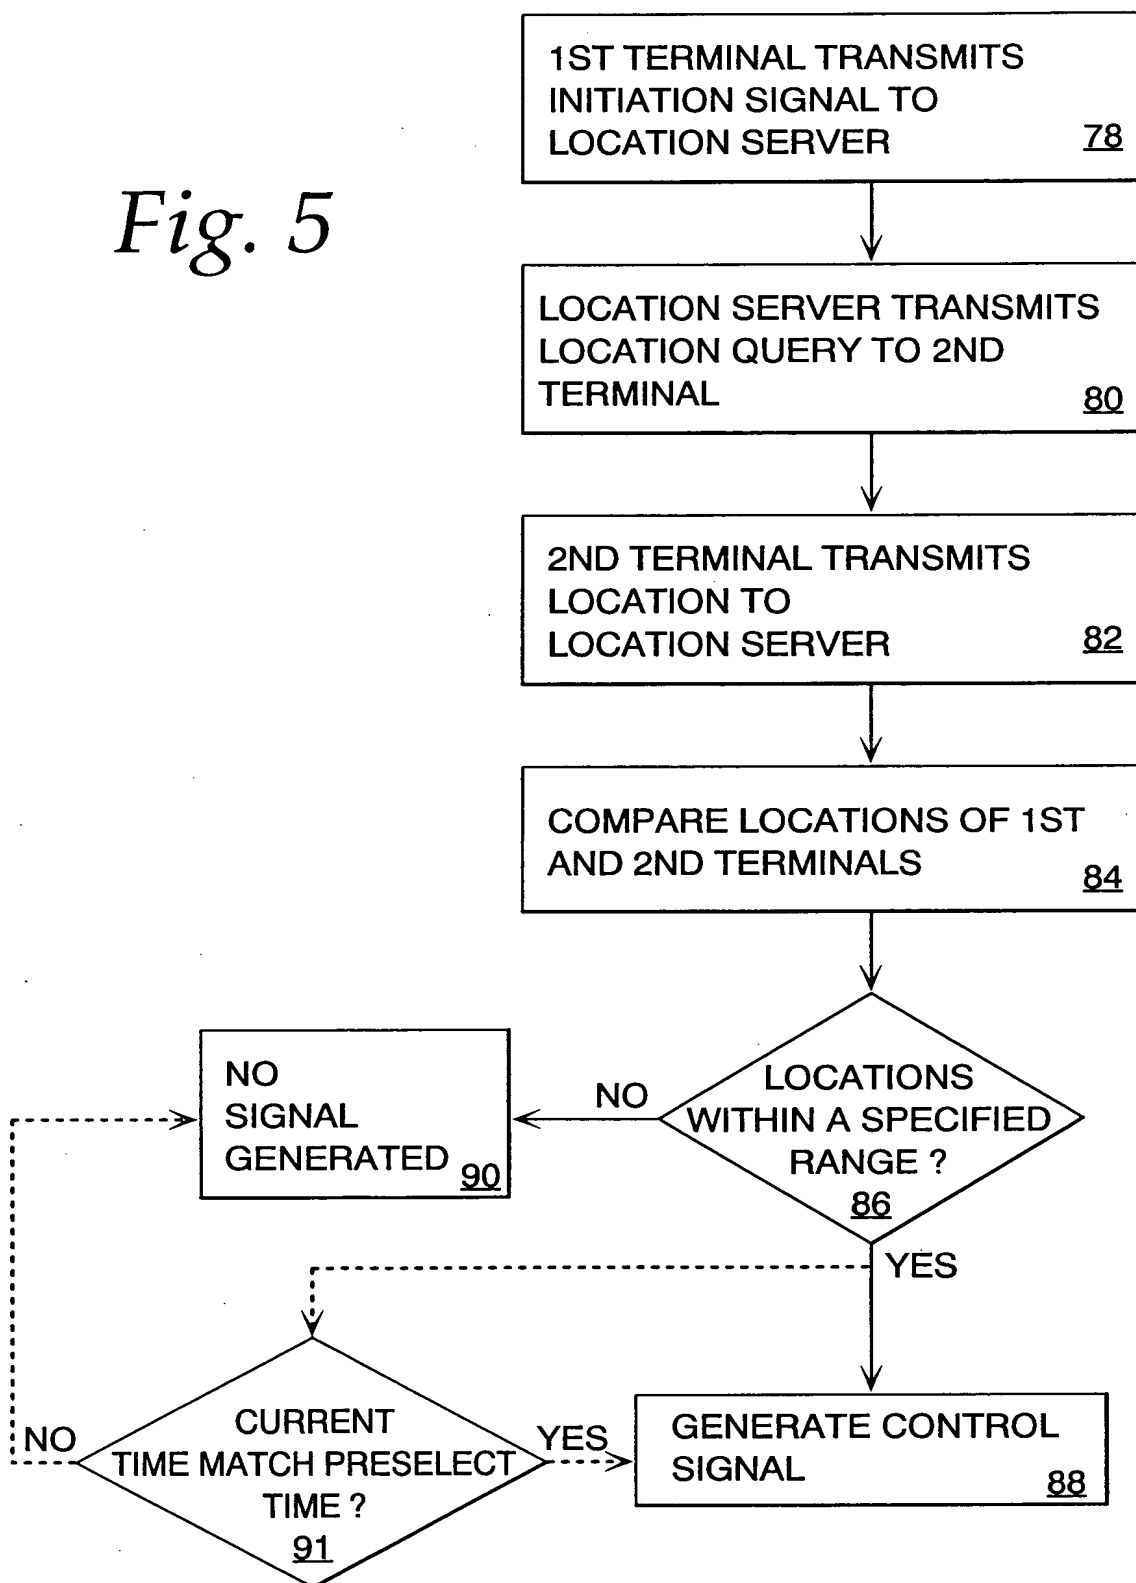 Fig. 5
1ST TERMINAL TRANSMITS
INITIATION SIGNAL TO
LOCATION SERVER
78
LOCATION SERVER TRANSMITS
LOCATION QUERY TO 2ND
TERMINAL
80
2ND TERMINAL TRANSMITS
LOCATION TO
LOCATION SERVER
82
COMPARE LOCATIONS OF 1ST
AND 2ND TERMINALS
84
LOCATIONS
WITHIN A SPECIFIED
RANGE ?
86
NO
NO
SIGNAL
GENERATED
90
YES
CURRENT
TIME MATCH PRESELECT
TIME ?
91
NO
YES
GENERATE CONTROL
SIGNAL
88